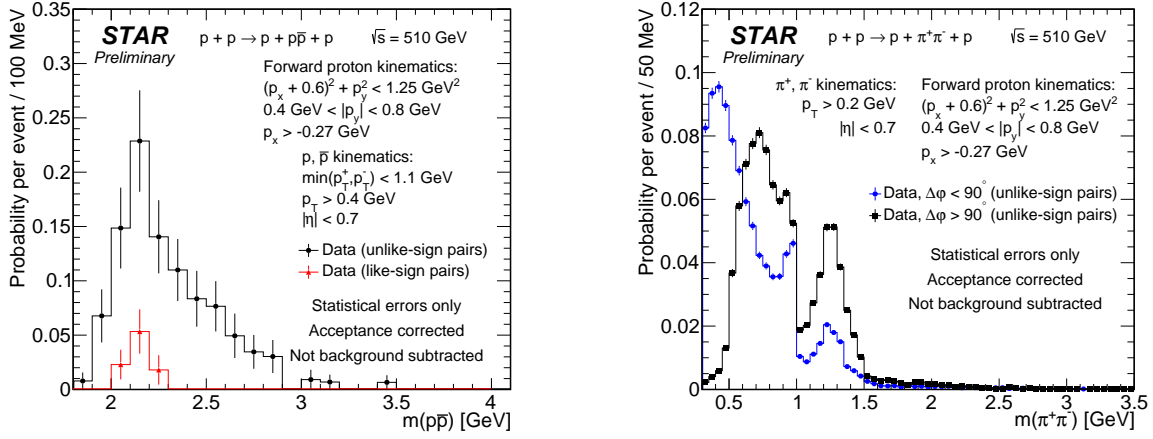 STAR
Preliminary
p + p → p + pp̅ + p √s = 510 GeV
Forward proton kinematics:
(pₓ + 0.6)² + p_y² < 1.25 GeV²
0.4 GeV < |p_y| < 0.8 GeV
pₓ > -0.27 GeV
p, p̅ kinematics:
min(p_T⁺,p_T⁻) < 1.1 GeV
p_T > 0.4 GeV
|η| < 0.7
Data (unlike-sign pairs)
Data (like-sign pairs)
Statistical errors only
Acceptance corrected
Not background subtracted
Probability per event / 100 MeV
0.35
0.3
0.25
0.2
0.15
0.1
0.05
0
2 2.5 3 3.5 4
m(pp̅) [GeV]
STAR
Preliminary
p + p → p + π⁺π⁻ + p √s = 510 GeV
π⁺, π⁻ kinematics:
p_T > 0.2 GeV
|η| < 0.7
Forward proton kinematics:
(pₓ + 0.6)² + p_y² < 1.25 GeV²
0.4 GeV < |p_y| < 0.8 GeV
pₓ > -0.27 GeV
Data, Δφ < 90° (unlike-sign pairs)
Data, Δφ > 90° (unlike-sign pairs)
Statistical errors only
Acceptance corrected
Not background subtracted
Probability per event / 50 MeV
0.12
0.1
0.08
0.06
0.04
0.02
0
0.5 1 1.5 2 2.5 3 3.5
m(π⁺π⁻) [GeV]